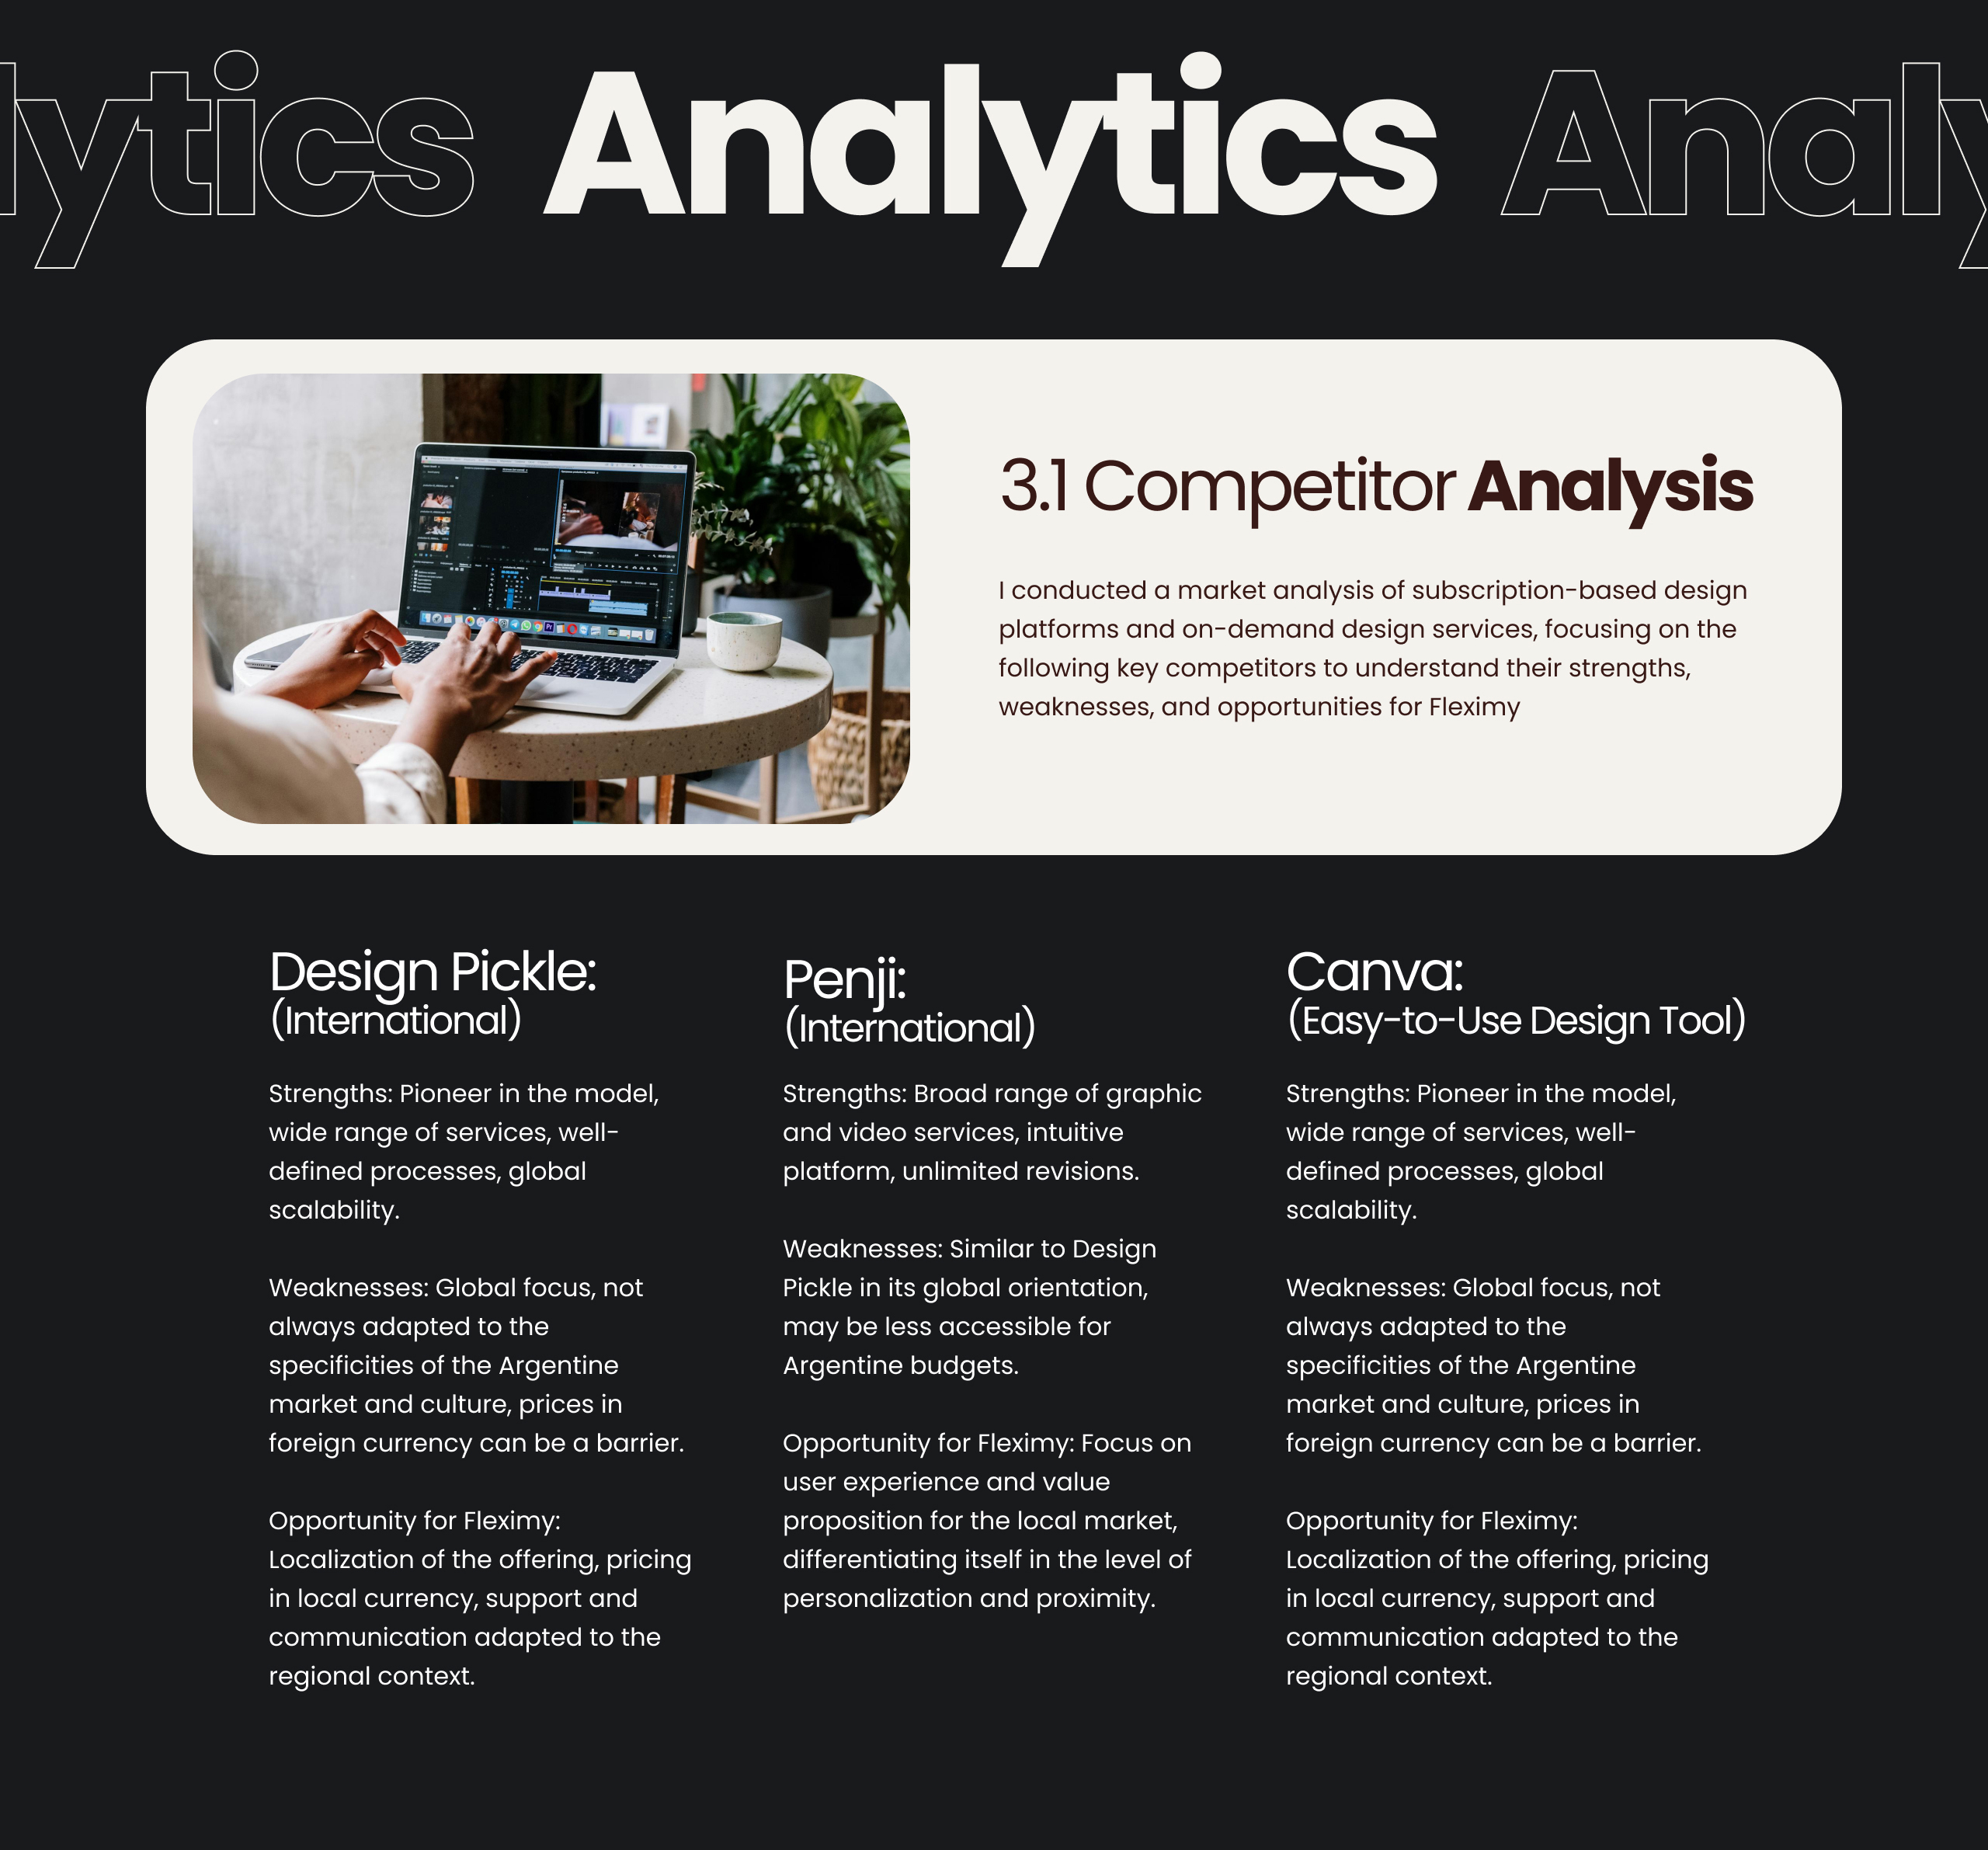 lytics Analytics Analy
3.1 Competitor Analysis
I conducted a market analysis of subscription-based design
platforms and on-demand design services, focusing on the
following key competitors to understand their strengths,
weaknesses, and opportunities for Fleximy
Design Pickle:
(International)
Strengths: Pioneer in the model,
wide range of services, well-
defined processes, global
scalability.
Weaknesses: Global focus, not
always adapted to the
specificities of the Argentine
market and culture, prices in
foreign currency can be a barrier.
Opportunity for Fleximy:
Localization of the offering, pricing
in local currency, support and
communication adapted to the
regional context.
Penji:
(International)
Strengths: Broad range of graphic
and video services, intuitive
platform, unlimited revisions.
Weaknesses: Similar to Design
Pickle in its global orientation,
may be less accessible for
Argentine budgets.
Opportunity for Fleximy: Focus on
user experience and value
proposition for the local market,
differentiating itself in the level of
personalization and proximity.
Canva:
(Easy-to-Use Design Tool)
Strengths: Pioneer in the model,
wide range of services, well-
defined processes, global
scalability.
Weaknesses: Global focus, not
always adapted to the
specificities of the Argentine
market and culture, prices in
foreign currency can be a barrier.
Opportunity for Fleximy:
Localization of the offering, pricing
in local currency, support and
communication adapted to the
regional context.